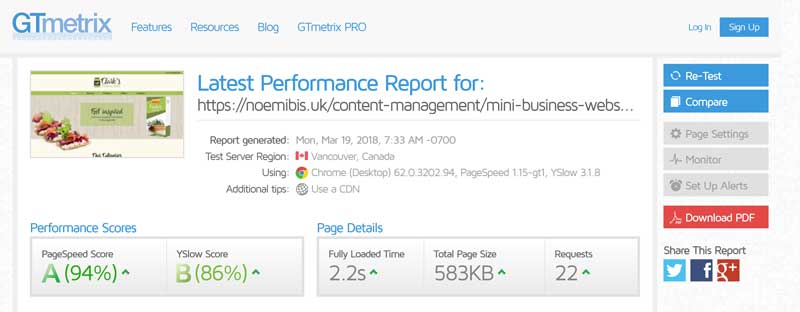 GTmetrix
Features Resources Blog GTmetrix PRO
Log In Sign Up
Clark's
Get inspired
Latest Performance Report for:
https://noemibis.uk/content-management/mini-business-webs...
Report generated: Mon, Mar 19, 2018, 7:33 AM -0700
Test Server Region: Vancouver, Canada
Using: Chrome (Desktop) 62.0.3202.94, PageSpeed 1.15-gt1, YSlow 3.1.8
Additional tips: Use a CDN
Re-Test
Compare
Page Settings
Monitor
Set Up Alerts
Download PDF
Share This Report
Performance Scores
PageSpeed Score YSlow Score
A (94%) B (86%)
Page Details
Fully Loaded Time Total Page Size Requests
2.2s 583KB 22